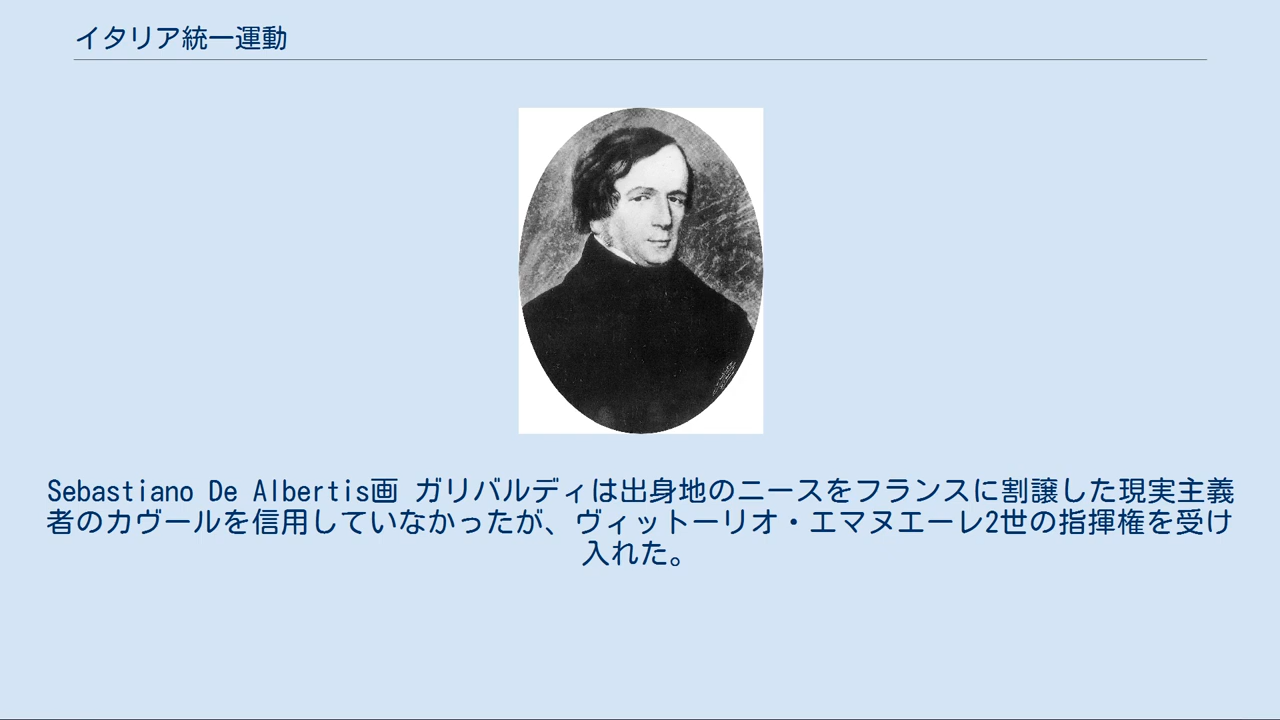 イタリア統一運動
Sebastiano De Albertis画 ガリバルディは出身地のニースをフランスに割譲した現実主義
者のカヴールを信用していなかったが、ヴィットーリオ・エマヌエーレ2世の指揮権を受け
入れた。